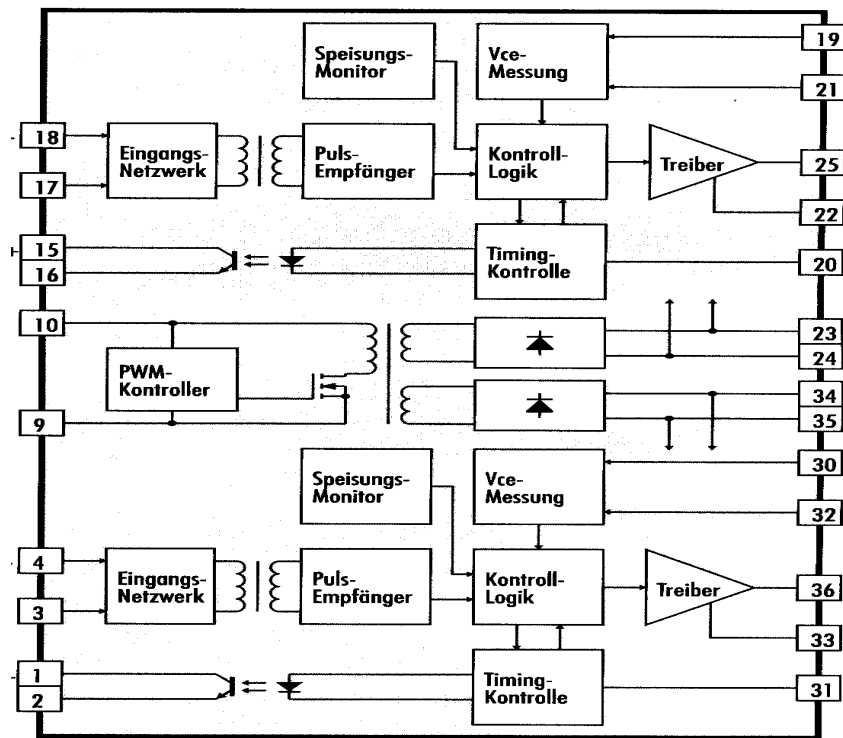 Speisungs-
Monitor
Vce-
Messung
19
21
18
17
Eingangs-
Netzwerk
Puls-
Empfänger
Kontroll-
Logik
Treiber
25
22
15
16
Timing-
Kontrolle
20
10
9
PWM-
Kontroller
23
24
34
35
Speisungs-
Monitor
Vce-
Messung
30
32
4
3
Eingangs-
Netzwerk
Puls-
Empfänger
Kontroll-
Logik
Treiber
36
33
1
2
Timing-
Kontrolle
31